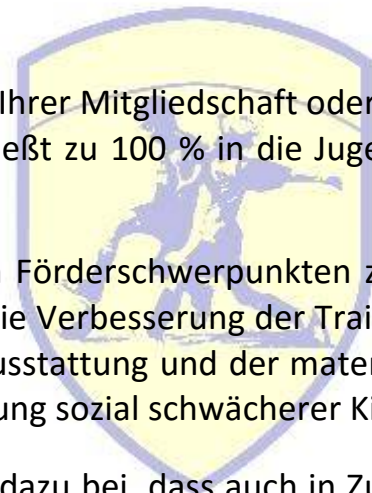 Ihrer Mitgliedschaft oder
eßt zu 100 % in die Juge
Förderschwerpunkten z
ie Verbesserung der Trai
usstattung und der mater
ung sozial schwächerer Ki
dazu bei, dass auch in Zu